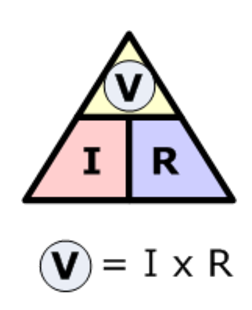 V
I R
V = I x R